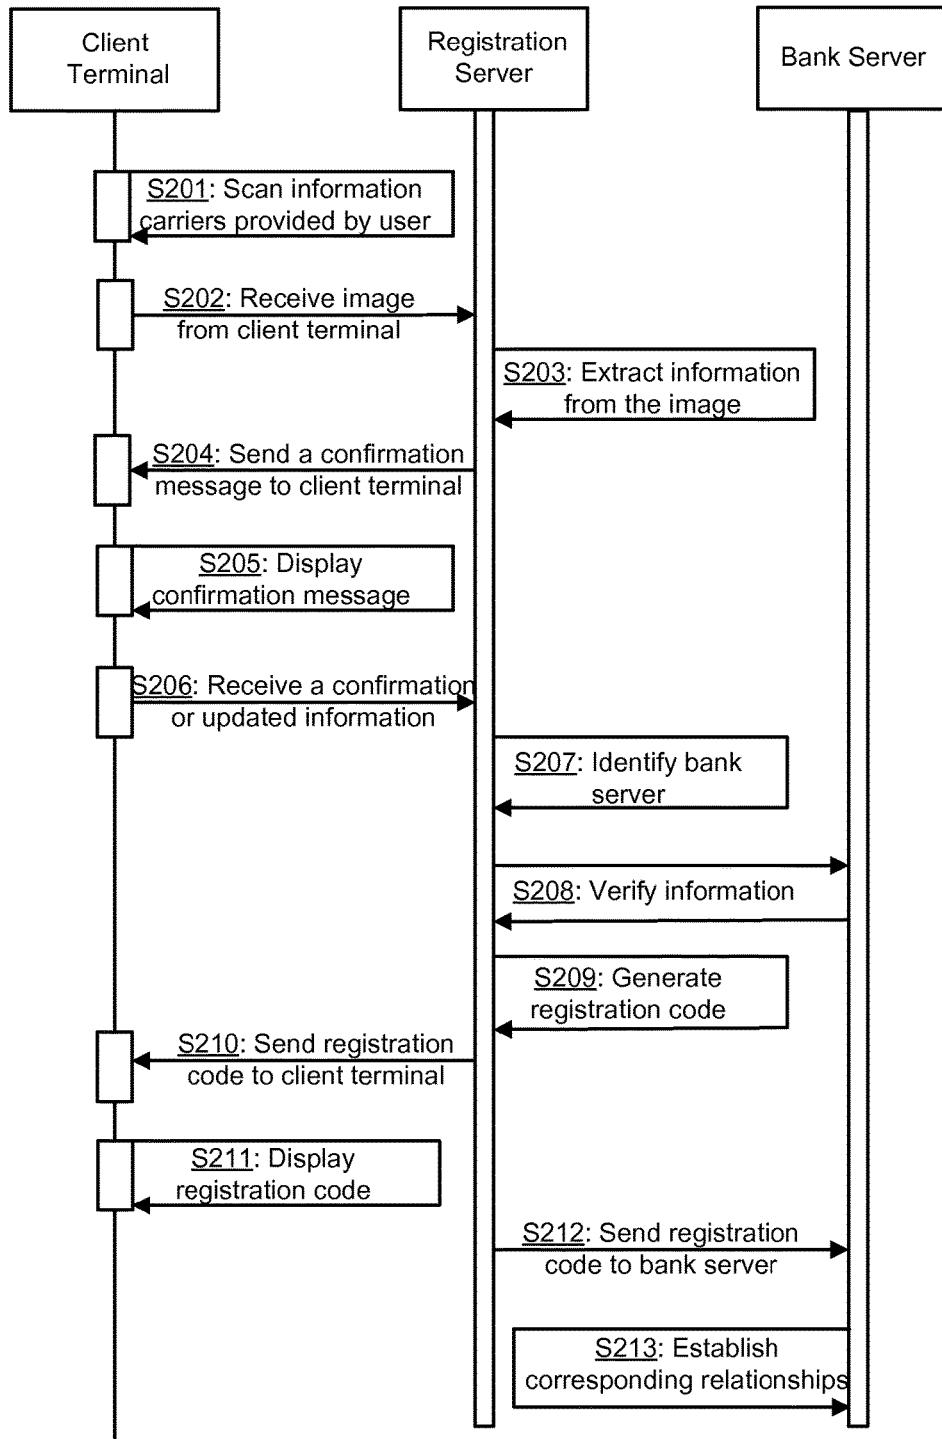 Client
Terminal
Registration
Server
Bank Server
S201: Scan information
carriers provided by user
S202: Receive image
from client terminal
S203: Extract information
from the image
S204: Send a confirmation
message to client terminal
S205: Display
confirmation message
S206: Receive a confirmation
or updated information
S207: Identify bank
server
S208: Verify information
S209: Generate
registration code
S210: Send registration
code to client terminal
S211: Display
registration code
S212: Send registration
code to bank server
S213: Establish
corresponding relationships